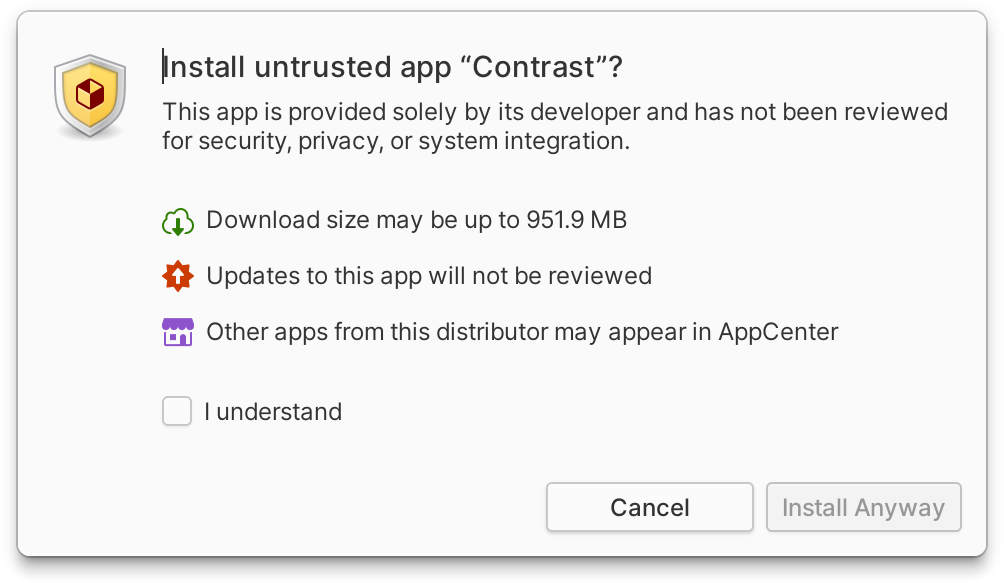 Install untrusted app “Contrast”?
This app is provided solely by its developer and has not been reviewed
for security, privacy, or system integration.
Download size may be up to 951.9 MB
Updates to this app will not be reviewed
Other apps from this distributor may appear in AppCenter
I understand
Cancel
Install Anyway